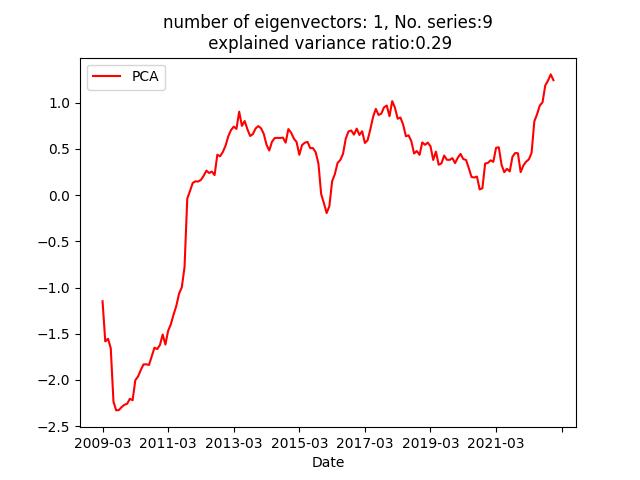 number of eigenvectors: 1, No. series:9
explained variance ratio:0.29
PCA
1.0
0.5
0.0
−0.5
−1.0
−1.5
−2.0
−2.5
2009-03 2011-03 2013-03 2015-03 2017-03 2019-03 2021-03
Date